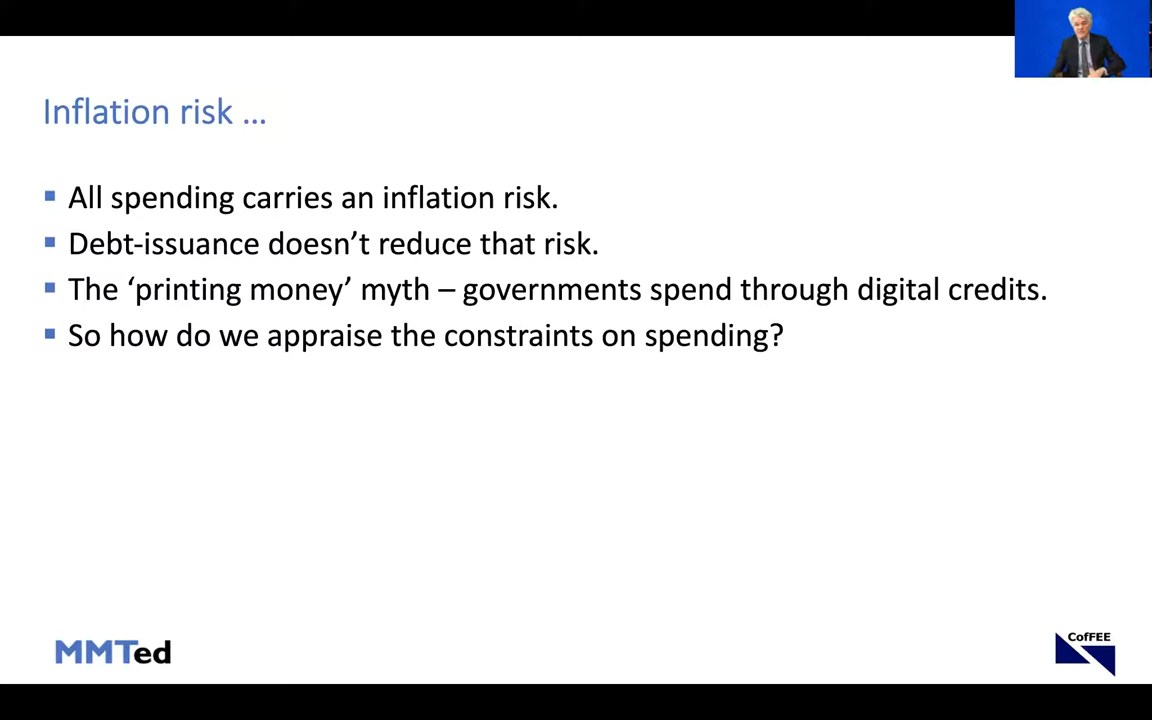 Inflation risk ...
All spending carries an inflation risk.
Debt-issuance doesn’t reduce that risk.
The ‘printing money’ myth – governments spend through digital credits.
So how do we appraise the constraints on spending?
MMTed
CofFEE